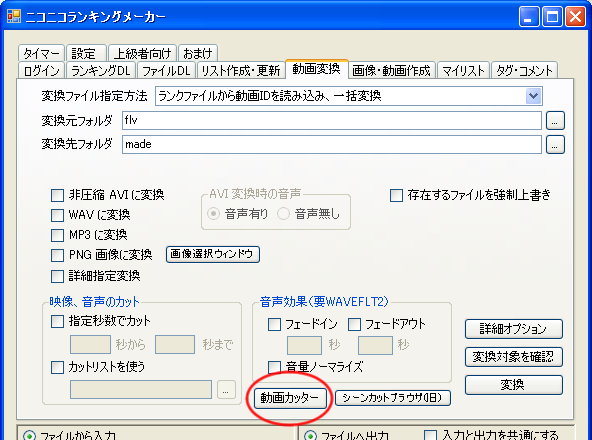 ニコニコランキングメーカー
タイマー 設定 上級者向け おまけ
ログイン ランキングDL ファイルDL リスト作成・更新 動画変換 画像・動画作成 マイリスト タグ・コメント
変換ファイル指定方法 ランクファイルから動画IDを読み込み、一括変換
変換元フォルダ flv ...
変換先フォルダ made ...
非圧縮 AVI に変換 AVI 変換時の音声 存在するファイルを強制上書き
WAV に変換 音声有り 音声無し
MP3 に変換
PNG 画像に変換 画像選択ウィンドウ
詳細指定変換
映像、音声のカット 音声効果(要WAVEFLT2)
指定秒数でカット フェードイン フェードアウト 詳細オプション
秒から 秒まで 秒 秒
カットリストを使う 音量ノーマライズ 変換対象を確認
... 動画カッター シーンカットブラウザ(旧) 変換
ファイルから入力 ファイルへ出力 入力と出力を共通にする